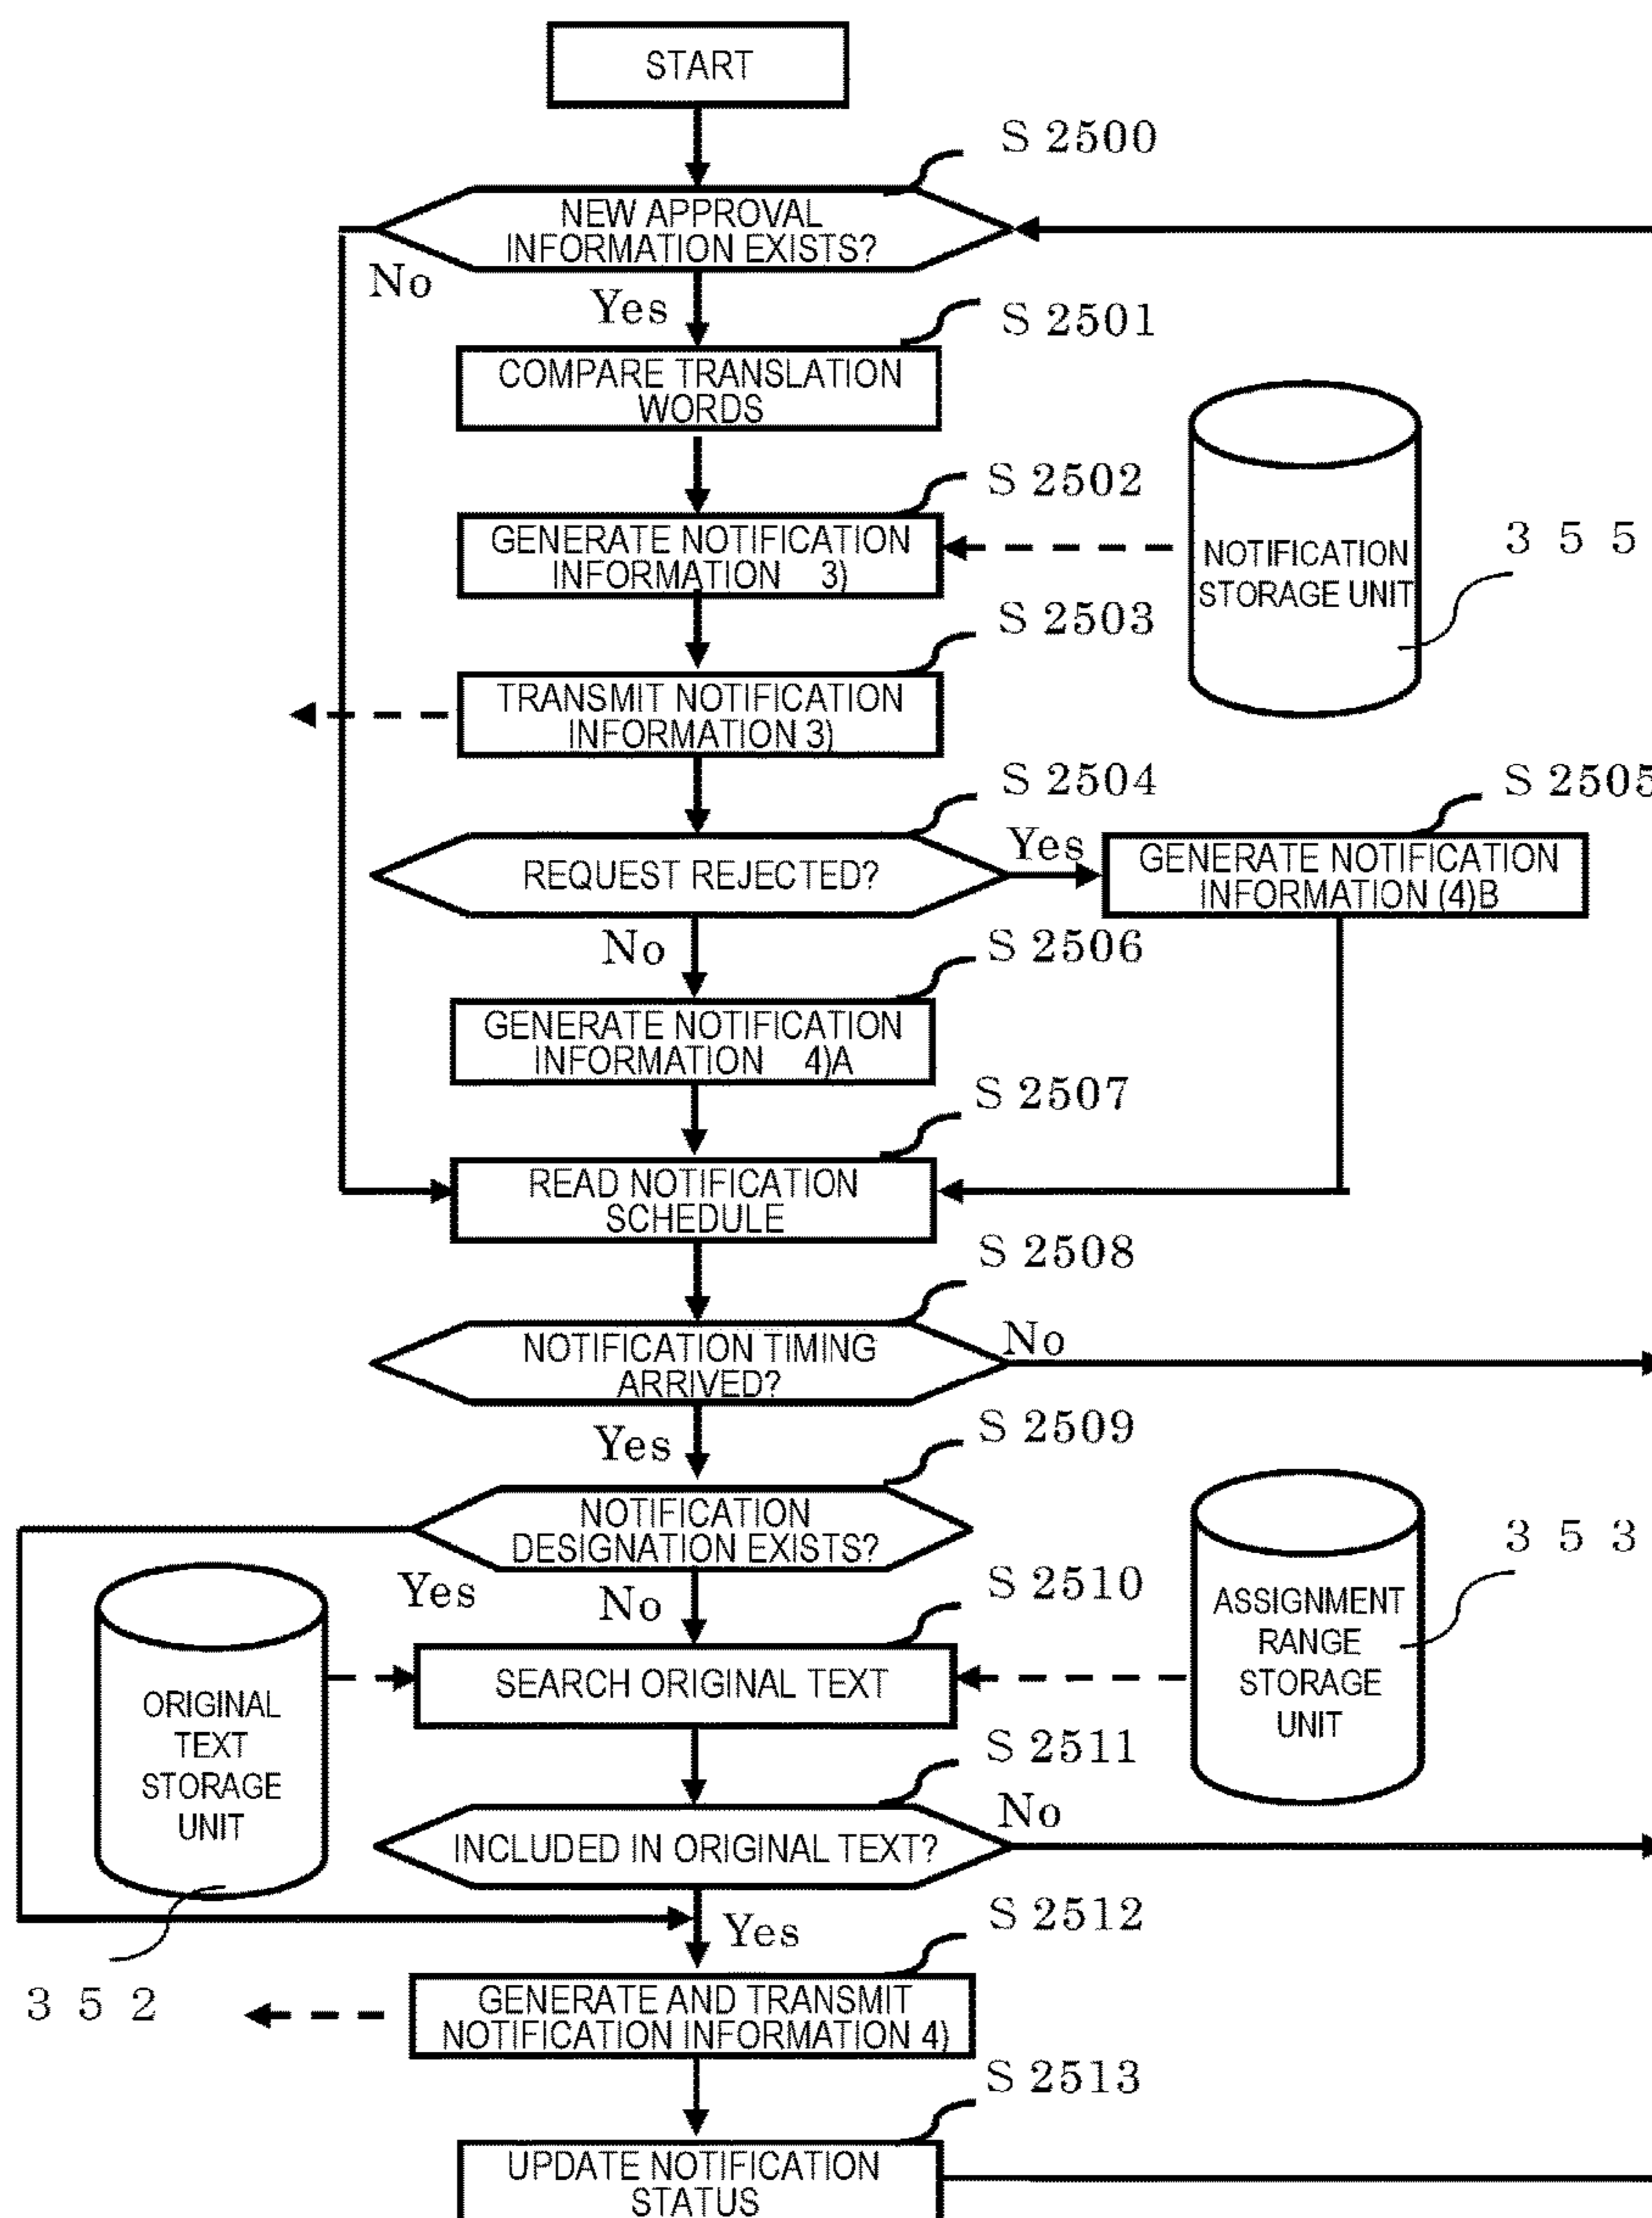 START
S 2500
NEW APPROVAL
INFORMATION EXISTS?
No
Yes
S 2501
COMPARE TRANSLATION
WORDS
S 2502
GENERATE NOTIFICATION
INFORMATION 3)
NOTIFICATION
STORAGE UNIT
3 5 5
S 2503
TRANSMIT NOTIFICATION
INFORMATION 3)
S 2504
REQUEST REJECTED?
Yes
S 2505
GENERATE NOTIFICATION
INFORMATION (4)B
No
S 2506
GENERATE NOTIFICATION
INFORMATION 4)A
S 2507
READ NOTIFICATION
SCHEDULE
S 2508
NOTIFICATION TIMING
ARRIVED?
No
Yes
S 2509
NOTIFICATION
DESIGNATION EXISTS?
Yes
No
S 2510
SEARCH ORIGINAL TEXT
ASSIGNMENT
RANGE
STORAGE
UNIT
3 5 3
ORIGINAL
TEXT
STORAGE
UNIT
3 5 2
S 2511
INCLUDED IN ORIGINAL TEXT?
No
Yes
S 2512
GENERATE AND TRANSMIT
NOTIFICATION INFORMATION 4)
S 2513
UPDATE NOTIFICATION
STATUS